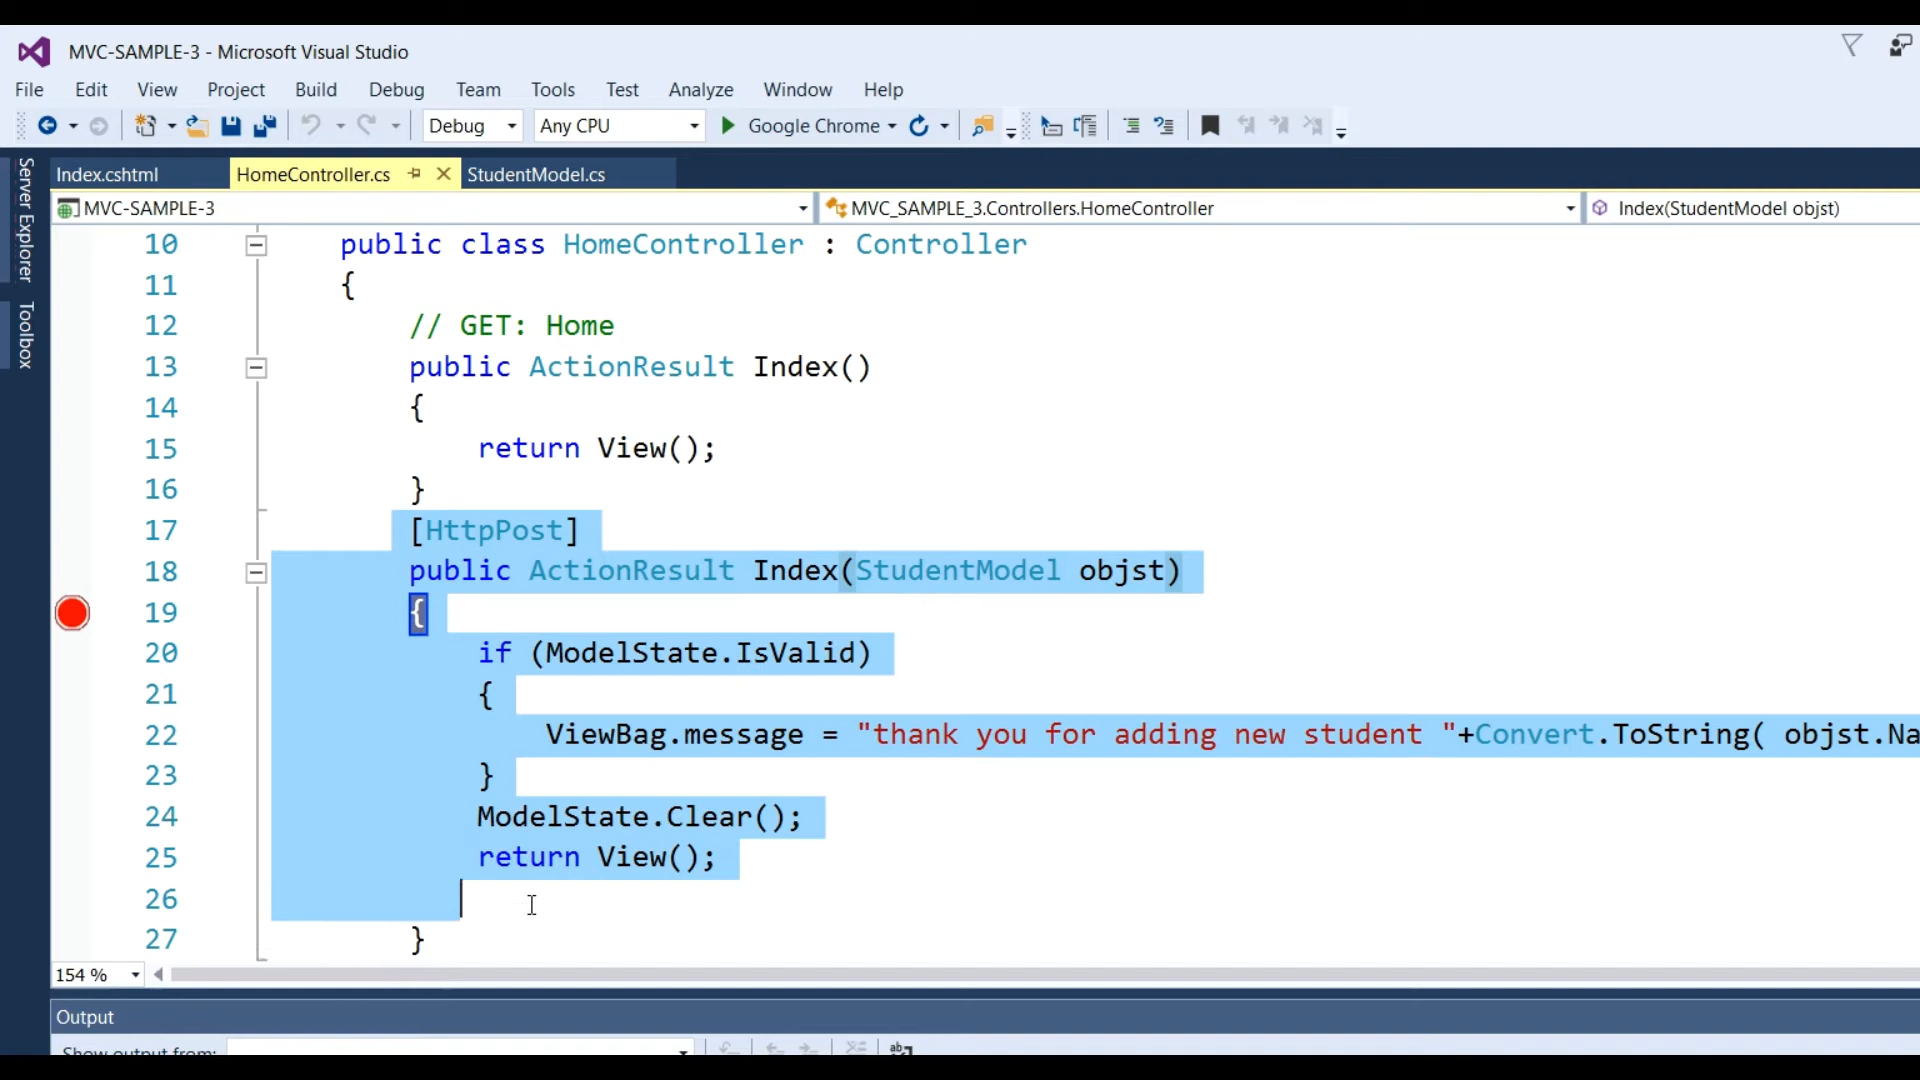 MVC-SAMPLE-3 - Microsoft Visual Studio
File Edit View Project Build Debug Team Tools Test Analyze Window Help
Debug Any CPU Google Chrome
Server Explorer
Toolbox
Index.cshtml HomeController.cs StudentModel.cs
MVC-SAMPLE-3 MVC_SAMPLE_3.Controllers.HomeController Index(StudentModel objst)
10 public class HomeController : Controller
11 {
12 // GET: Home
13 public ActionResult Index()
14 {
15 return View();
16 }
17 [HttpPost]
18 public ActionResult Index(StudentModel objst)
19 {
20 if (ModelState.IsValid)
21 {
22 ViewBag.message = "thank you for adding new student "+Convert.ToString( objst.Na
23 }
24 ModelState.Clear();
25 return View();
26
27 }
154 %
Output
Show output from: